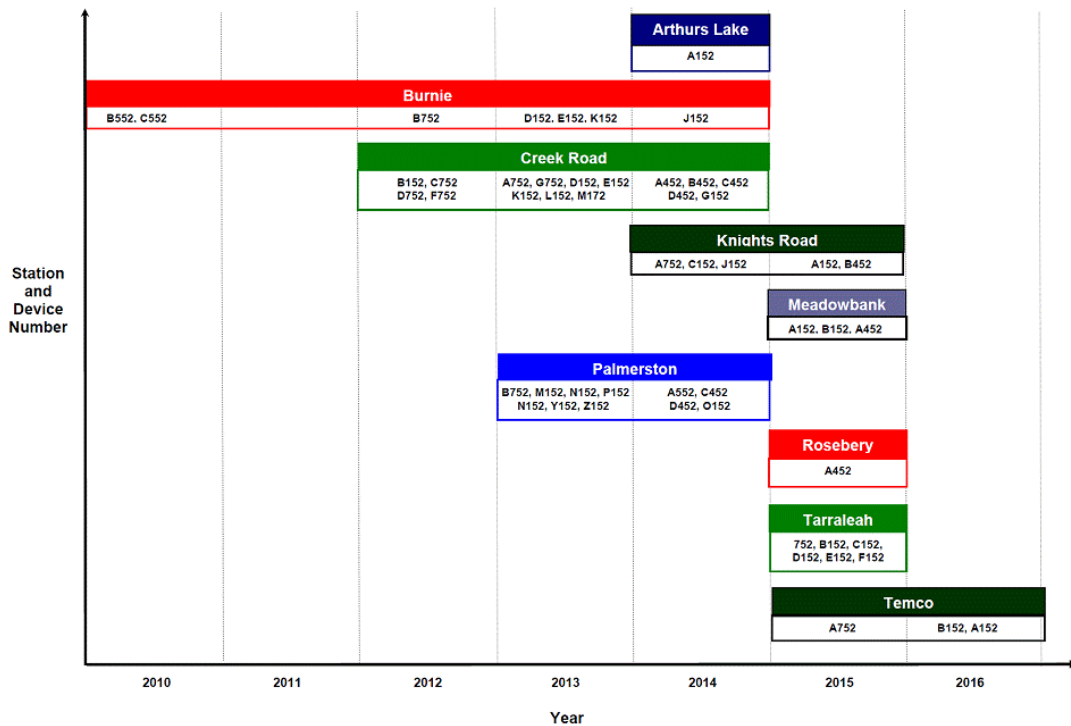 Arthurs Lake
A152
Burnie
B552. C552
B752
D152. E152. K152
J152
Creek Road
B152, C752
D752, F752
A752, G752, D152, E152
K152, L152, M172
A452, B452, C452
D452, G152
Knights Road
A752, C152, J152
A152, B452
Station
and
Device
Number
Meadowbank
A152. B152. A452
Palmerston
B752, M152, N152, P152
N152, Y152, Z152
A552, C452
D452, O152
Rosebery
A452
Tarraleah
752, B152, C152,
D152, E152, F152
Temco
A752
B152, A152
2010
2011
2012
2013
2014
2015
2016
Year